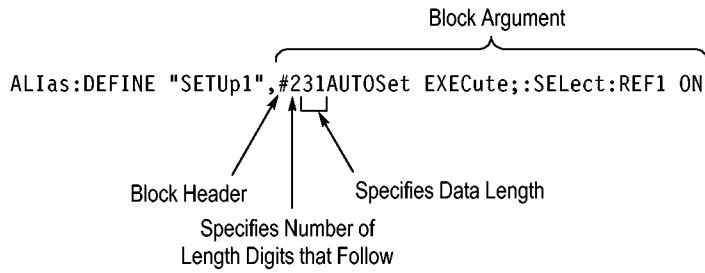 Block Argument
ALIas:DEFINE "SETUp1",#231AUTOSet EXECute;:SELect:REF1 ON
Block Header
Specifies Data Length
Specifies Number of
Length Digits that Follow